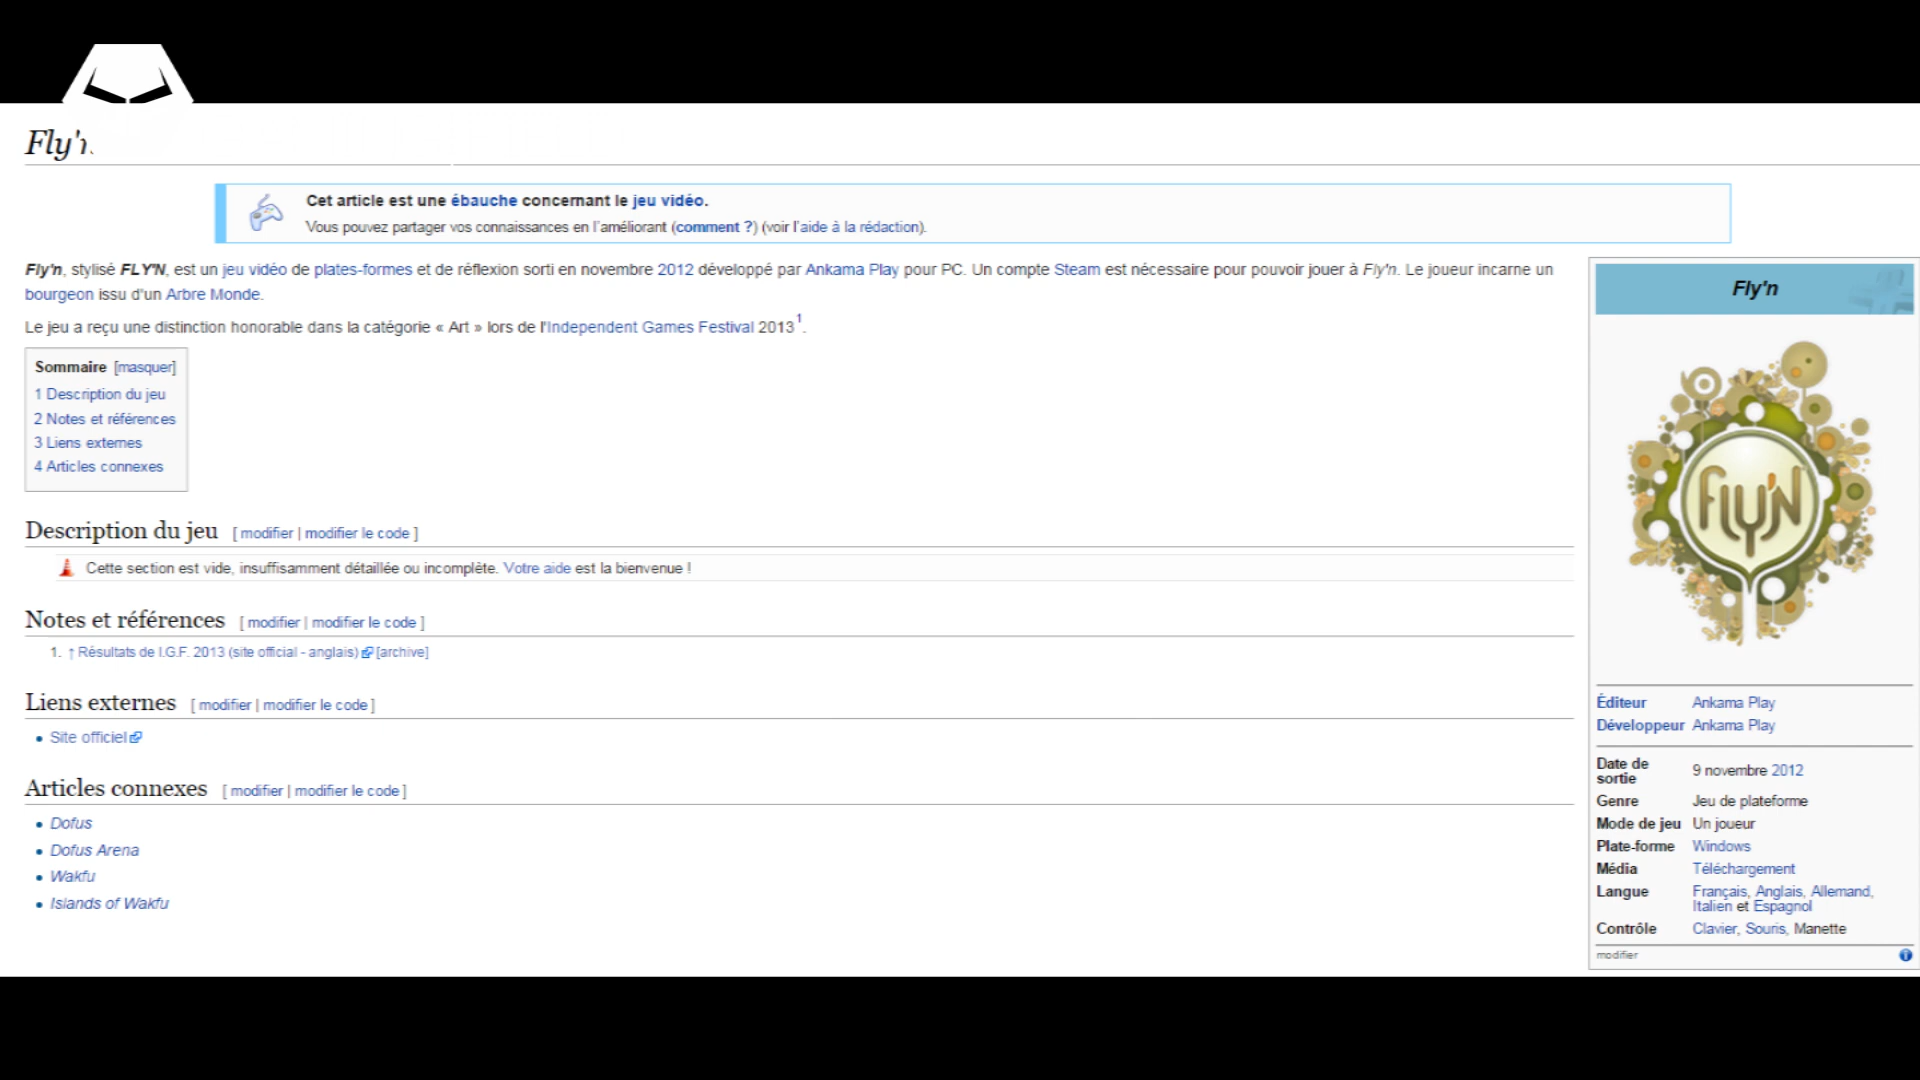 Fly'n
Cet article est une ébauche concernant le jeu vidéo.
Vous pouvez partager vos connaissances en l'améliorant (comment ?) (voir l'aide à la rédaction).
Fly'n, stylisé FLY'N, est un jeu vidéo de plates-formes et de réflexion sorti en novembre 2012 développé par Ankama Play pour PC. Un compte Steam est nécessaire pour pouvoir jouer à Fly'n. Le joueur incarne un
bourgeon issu d'un Arbre Monde.
Le jeu a reçu une distinction honorable dans la catégorie « Art » lors de l'Independent Games Festival 2013 1.
Sommaire [masquer]
1 Description du jeu
2 Notes et références
3 Liens externes
4 Articles connexes
Description du jeu [ modifier | modifier le code ]
Cette section est vide, insuffisamment détaillée ou incomplète. Votre aide est la bienvenue !
Notes et références [ modifier | modifier le code ]
1. ↑ Résultats de I.G.F. 2013 (site official - anglais) [archive]
Liens externes [ modifier | modifier le code ]
• Site officiel
Articles connexes [ modifier | modifier le code ]
• Dofus
• Dofus Arena
• Wakfu
• Islands of Wakfu
Fly'n
FLY'N
Éditeur Ankama Play
Développeur Ankama Play
Date de
sortie 9 novembre 2012
Genre Jeu de plateforme
Mode de jeu Un joueur
Plate-forme Windows
Média Téléchargement
Langue Français, Anglais, Allemand,
Italien et Espagnol
Contrôle Clavier, Souris, Manette
modifier